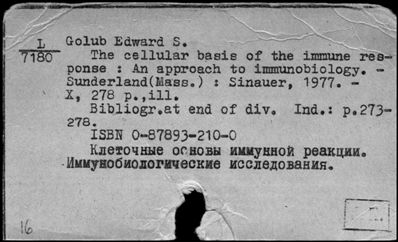 L
7180
Golub Edward S.
The cellular basis of the immune res-
ponse : An approach to immunobiology. -
Sunderland(Mass.) : Sinauer, 1977. -
X, 278 p.,ill.
Bibliogr.at end of div. Ind.: p.273-
278.
ISBN 0-87893-210-0
Клеточные основы иммунной реакции.
Иммунобиологические исследования.
16